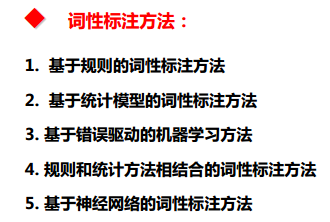 词性标注方法：
1. 基于规则的词性标注方法
2. 基于统计模型的词性标注方法
3. 基于错误驱动的机器学习方法
4. 规则和统计方法相结合的词性标注方法
5. 基于神经网络的词性标注方法